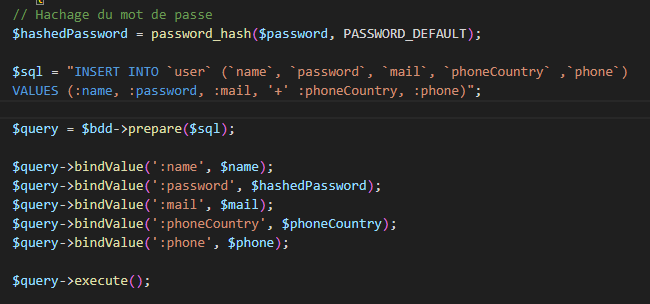 // Hachage du mot de passe
$hashedPassword = password_hash($password, PASSWORD_DEFAULT);
$sql = "INSERT INTO `user` (`name`, `password`, `mail`, `phoneCountry` ,`phone`)
VALUES (:name, :password, :mail, '+' :phoneCountry, :phone)";
$query = $bdd->prepare($sql);
$query->bindValue(':name', $name);
$query->bindValue(':password', $hashedPassword);
$query->bindValue(':mail', $mail);
$query->bindValue(':phoneCountry', $phoneCountry);
$query->bindValue(':phone', $phone);
$query->execute();